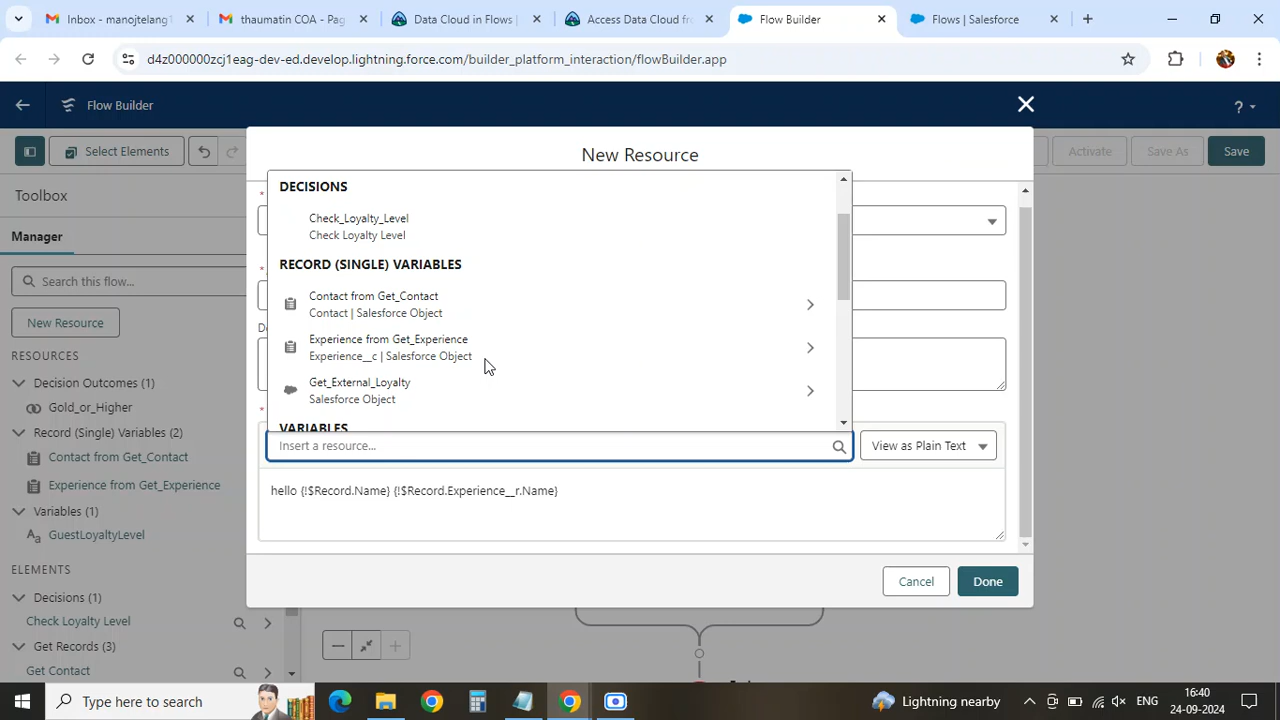 Inbox - manojtelang1
thaumatin COA - Pag
Data Cloud in Flows |
Access Data Cloud fro
Flow Builder
Flows | Salesforce
d4z000000zcj1eag-dev-ed.develop.lightning.force.com/builder_platform_interaction/flowBuilder.app
Flow Builder
?
Select Elements
Activate
Save As
Save
New Resource
Toolbox
Manager
Search this flow...
New Resource
RESOURCES
Decision Outcomes (1)
Gold_or_Higher
Record (Single) Variables (2)
Contact from Get_Contact
Experience from Get_Experience
Variables (1)
GuestLoyaltyLevel
ELEMENTS
Decisions (1)
Check Loyalty Level
Get Records (3)
Get Contact
DECISIONS
Check_Loyalty_Level
Check Loyalty Level
RECORD (SINGLE) VARIABLES
Contact from Get_Contact
Contact | Salesforce Object
Experience from Get_Experience
Experience__c | Salesforce Object
Get_External_Loyalty
Salesforce Object
VARIABLES
Insert a resource...
View as Plain Text
hello {!$Record.Name} {!$Record.Experience__r.Name}
Cancel
Done
Type here to search
Lightning nearby
ENG
16:40
24-09-2024